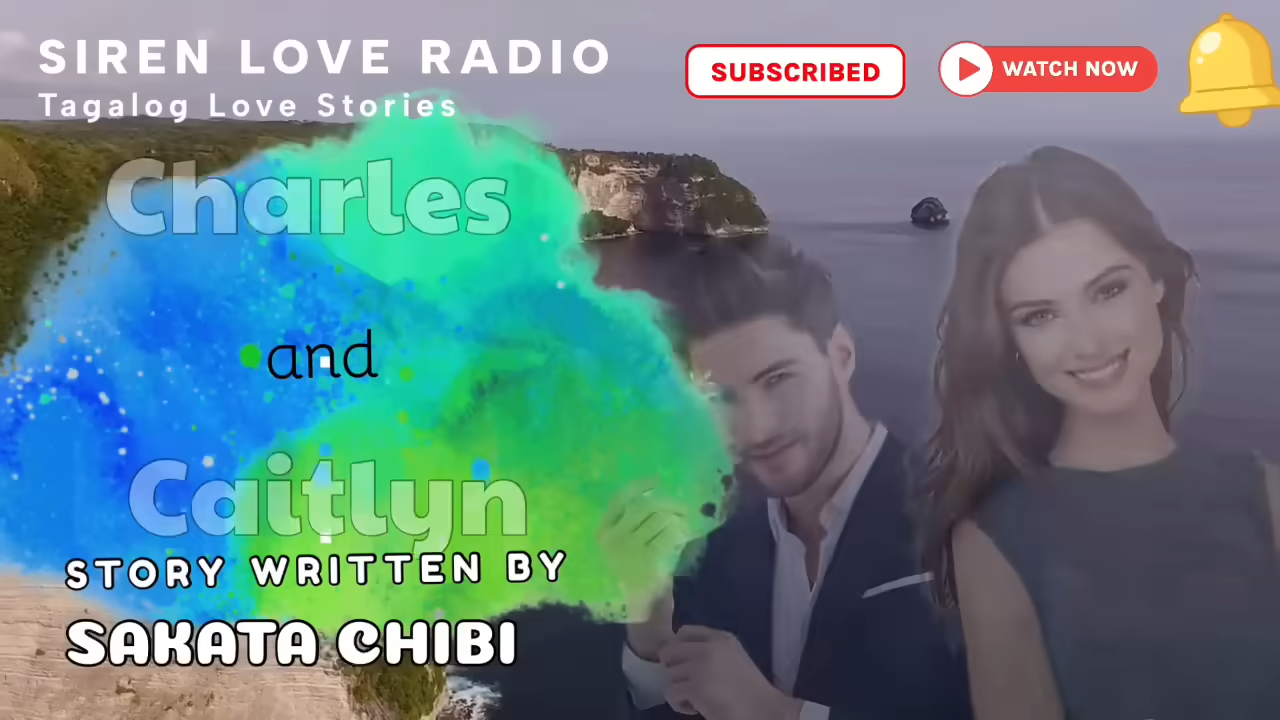 SIREN LOVE RADIO
Tagalog Love Stories
SUBSCRIBED
WATCH NOW
Charles
and
Caitlyn
STORY WRITTEN BY
SAKATA CHIBI